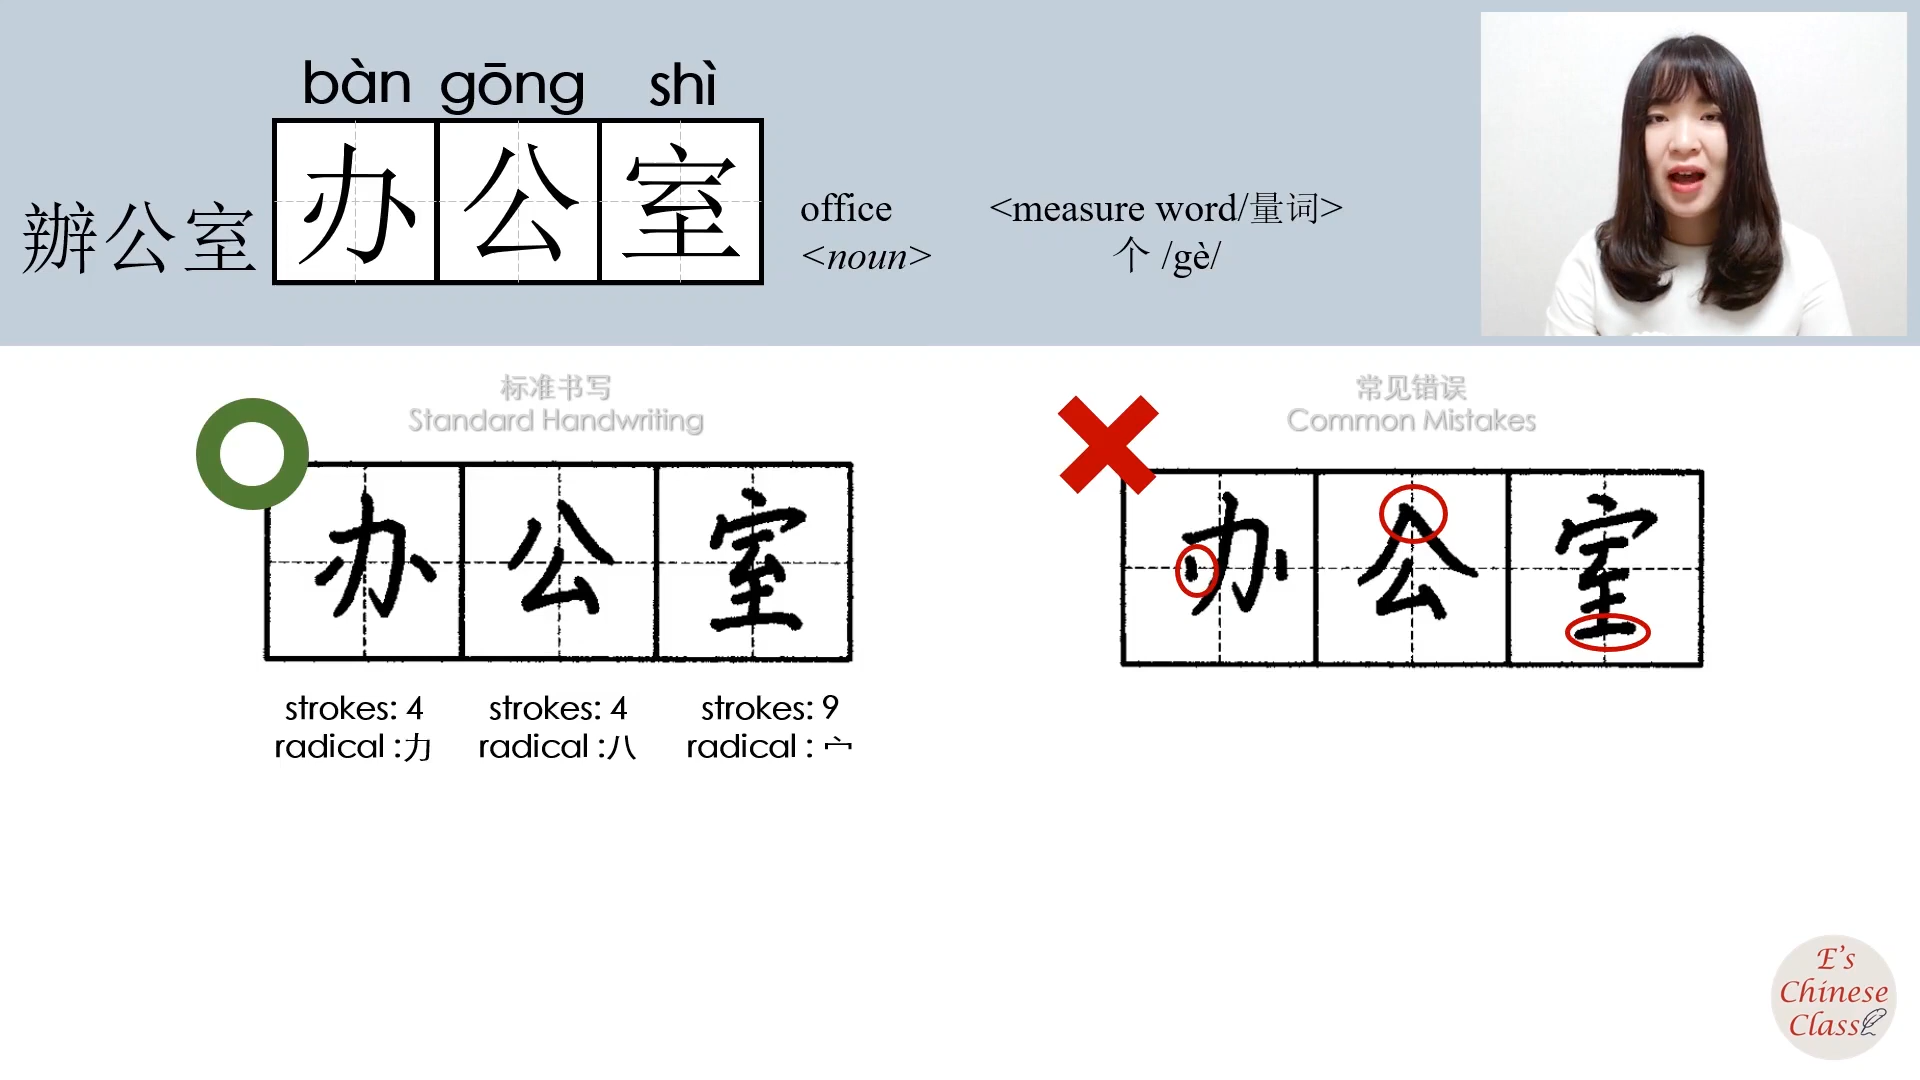 bàn gōng shì
辦公室 办公室
office <measure word/量词>
<noun> 个 /gè/
标准书写
Standard Handwriting
常见错误
Common Mistakes
办公室
办公室
strokes: 4 strokes: 4 strokes: 9
radical :力 radical :八 radical : 宀
E's
Chinese
Class